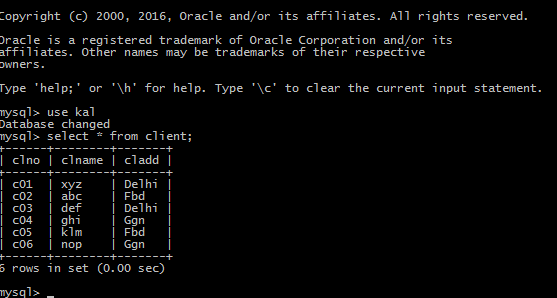 Copyright (c) 2000, 2016, Oracle and/or its affiliates. All rights reserved.
Oracle is a registered trademark of Oracle Corporation and/or its
affiliates. Other names may be trademarks of their respective
owners.
Type 'help;' or '\h' for help. Type '\c' to clear the current input statement.
mysql> use kal
Database changed
mysql> select * from client;
+------+--------+-------+
| clno | clname | cladd |
+------+--------+-------+
| c01  | xyz    | Delhi |
| c02  | abc    | Fbd   |
| c03  | def    | Delhi |
| c04  | ghi    | Ggn   |
| c05  | klm    | Fbd   |
| c06  | nop    | Ggn   |
+------+--------+-------+
6 rows in set (0.00 sec)
mysql> _